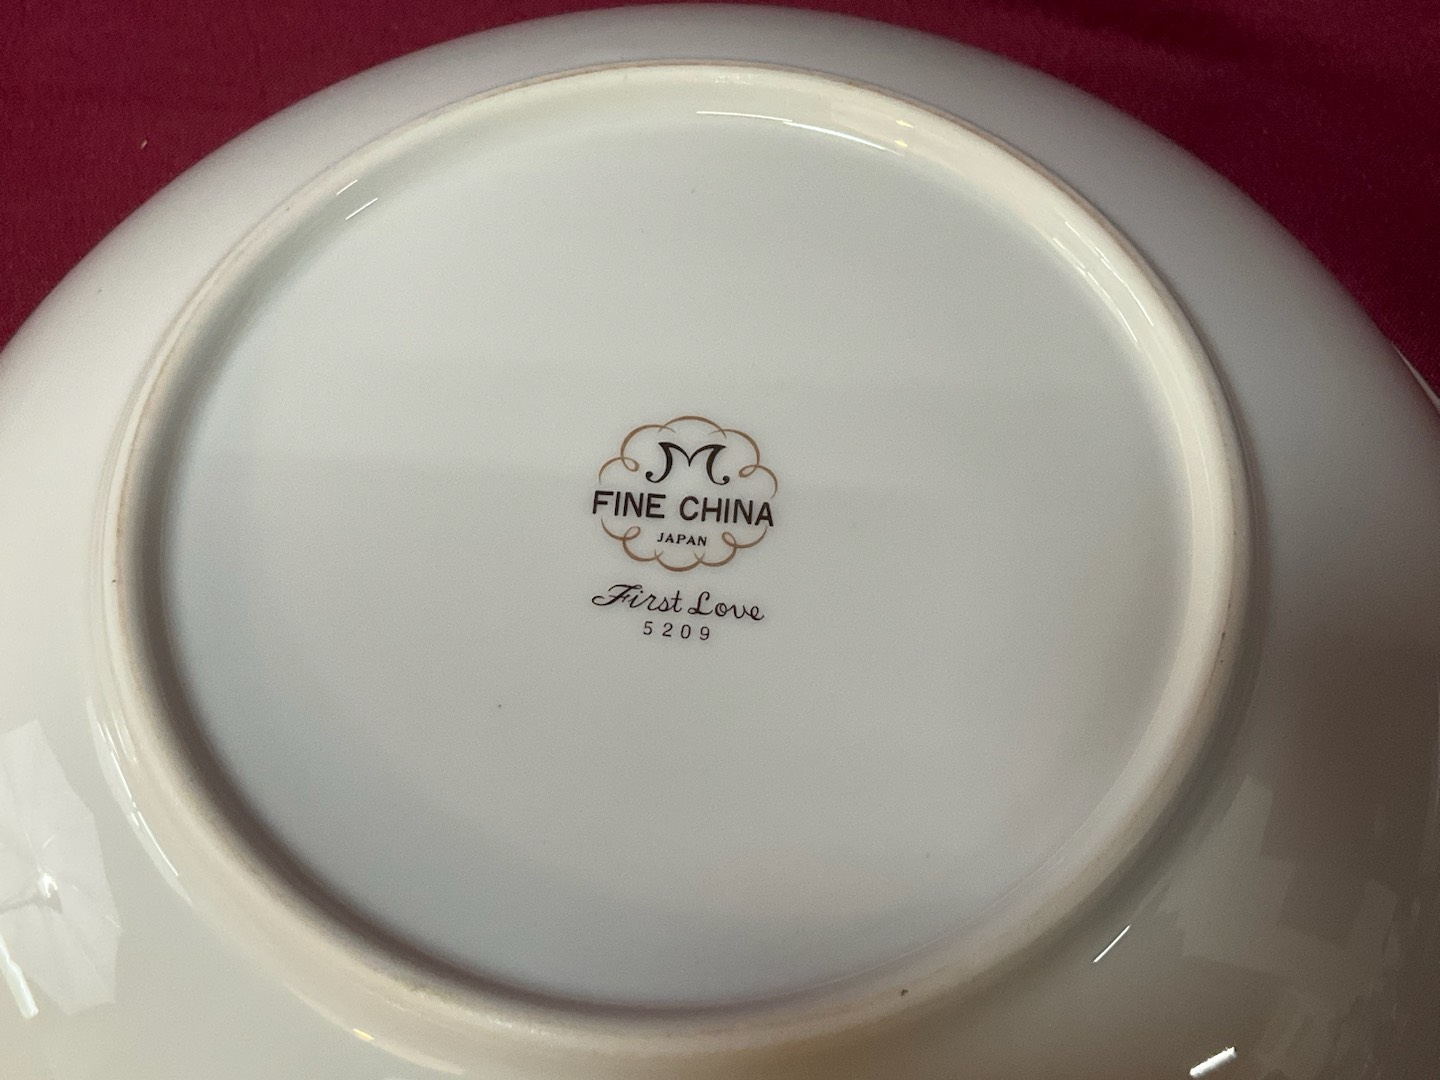 M
FINE CHINA
JAPAN
First Love
5209